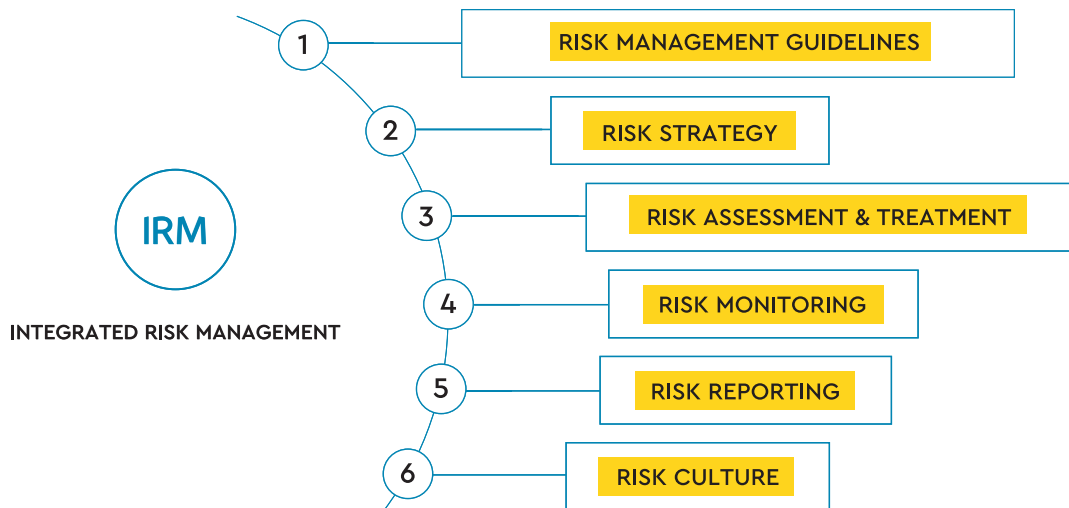 1
RISK MANAGEMENT GUIDELINES
2
RISK STRATEGY
3
RISK ASSESSMENT & TREATMENT
IRM
INTEGRATED RISK MANAGEMENT
4
RISK MONITORING
5
RISK REPORTING
6
RISK CULTURE